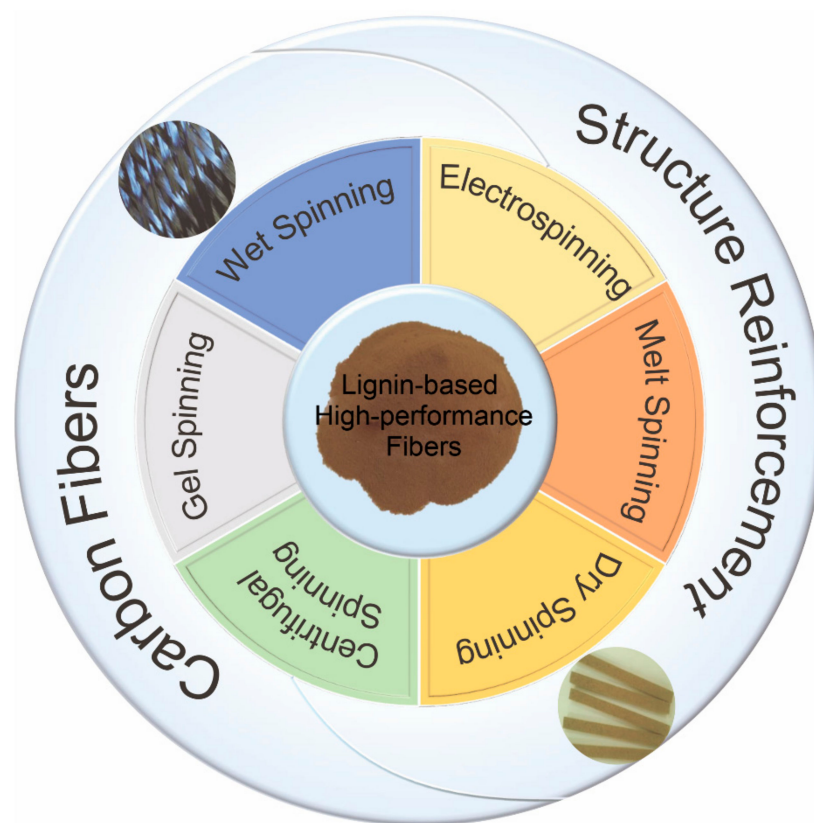 Structure Reinforcement
Carbon Fibers
Wet Spinning
Electrospinning
Melt Spinning
Dry Spinning
Centrifugal
Spinning
Gel Spinning
Lignin-based
High-performance
Fibers